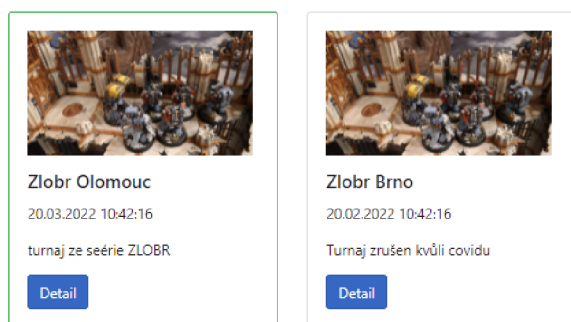 Zlobr Olomouc
20.03.2022 10:42:16
turnaj ze seérie ZLOBR
Detail
Zlobr Brno
20.02.2022 10:42:16
Turnaj zrušen kvůli covidu
Detail